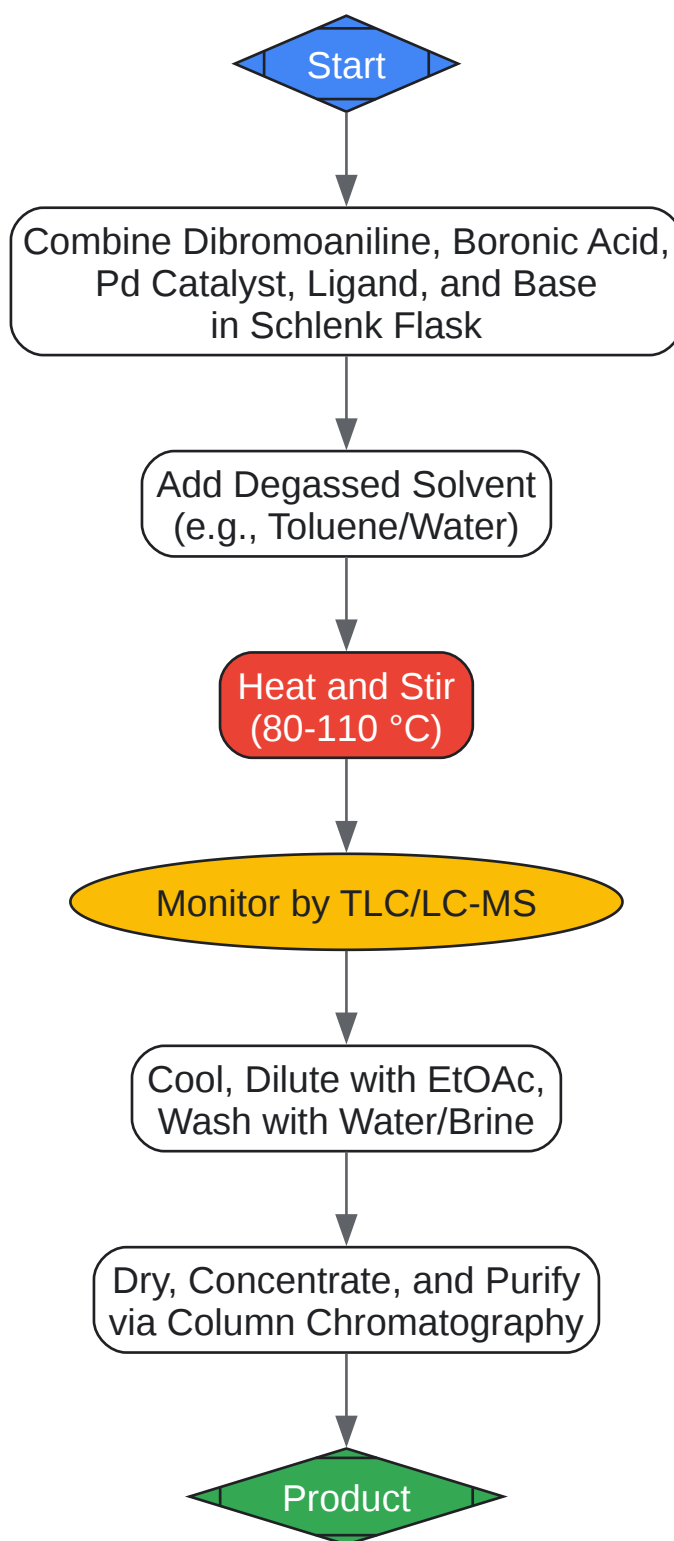 Start
Combine Dibromoaniline, Boronic Acid,
Pd Catalyst, Ligand, and Base
in Schlenk Flask
Add Degassed Solvent
(e.g., Toluene/Water)
Heat and Stir
(80-110 °C)
Monitor by TLC/LC-MS
Cool, Dilute with EtOAc,
Wash with Water/Brine
Dry, Concentrate, and Purify
via Column Chromatography
Product